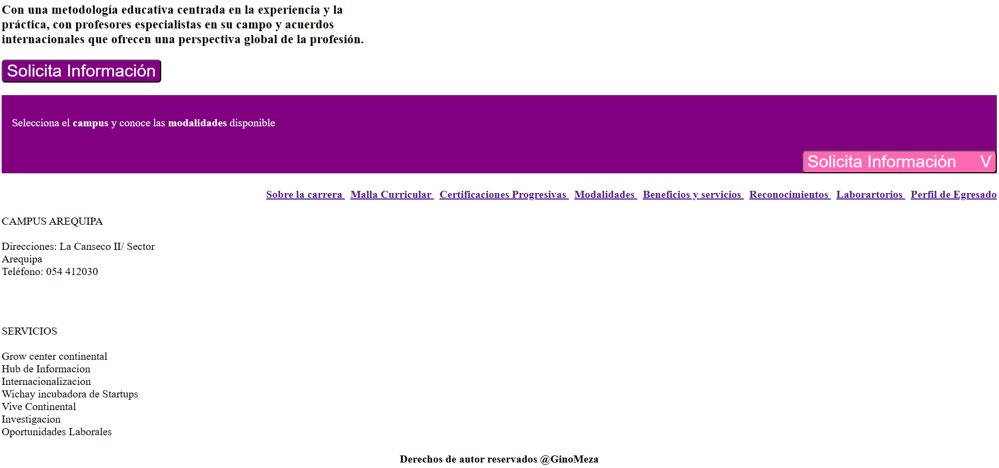 Con una metodología educativa centrada en la experiencia y la
práctica, con profesores especialistas en su campo y acuerdos
internacionales que ofrecen una perspectiva global de la profesión.
Solicita Información
Selecciona el campus y conoce las modalidades disponible
Solicita Información V
Sobre la carrera Malla Curricular Certificaciones Progresivas Modalidades Beneficios y servicios Reconocimientos Laborartorios Perfil de Egresado
CAMPUS AREQUIPA
Direcciones: La Canseco II/ Sector
Arequipa
Teléfono: 054 412030
SERVICIOS
Grow center continental
Hub de Informacion
Internacionalizacion
Wichay incubadora de Startups
Vive Continental
Investigacion
Oportunidades Laborales
Derechos de autor reservados @GinoMeza